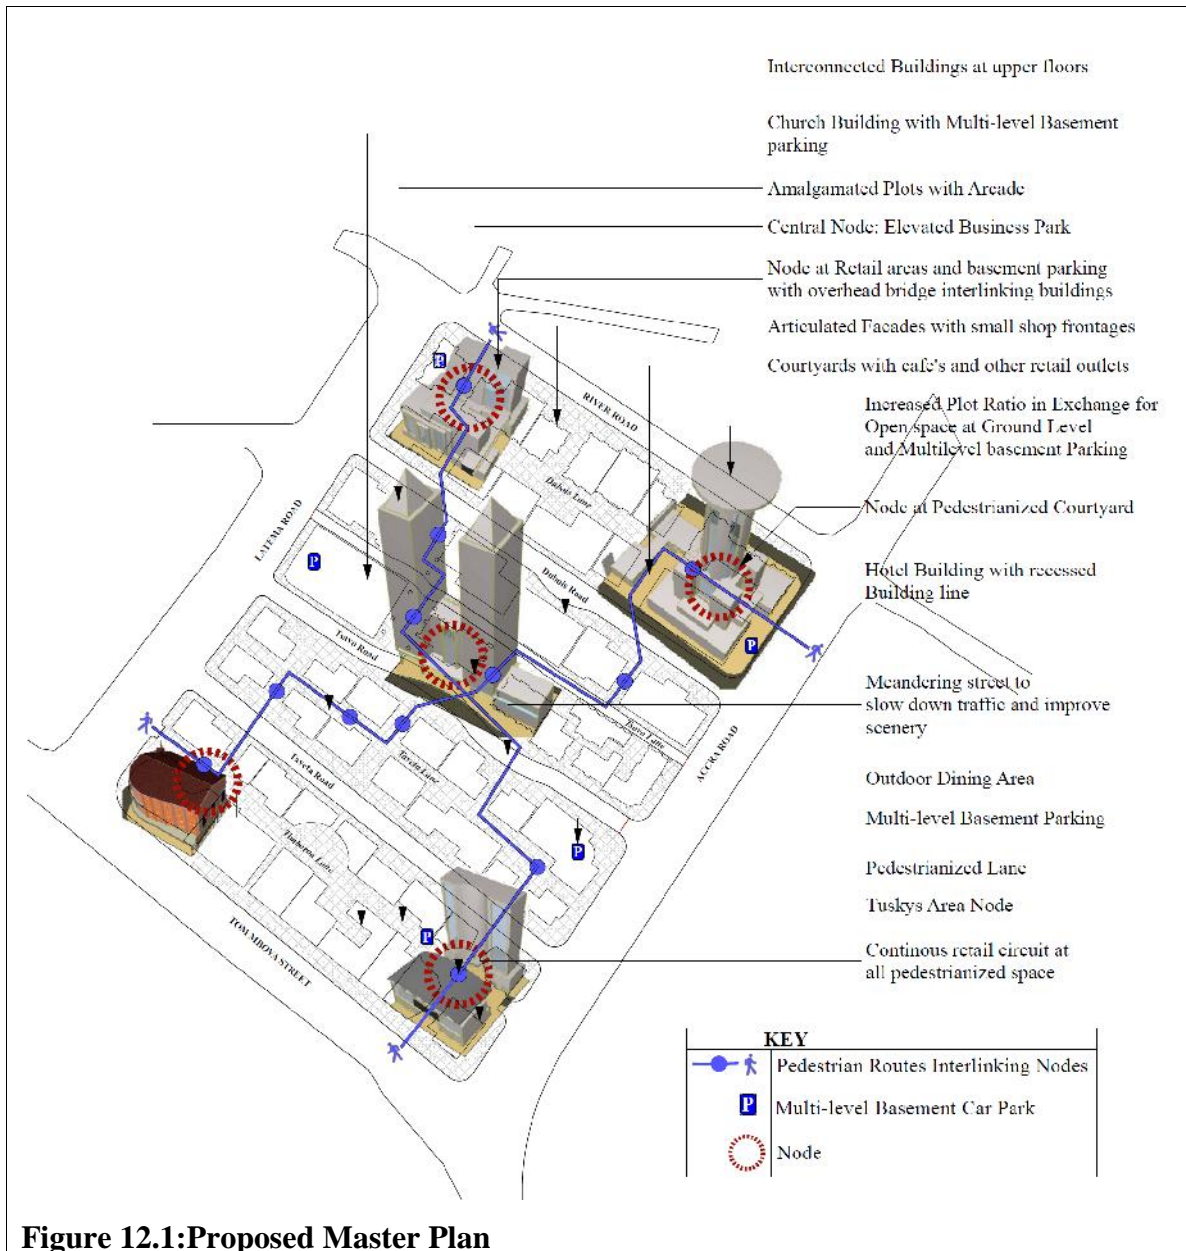 Interconnected Buildings at upper floors
Church Building with Multi-level Basement
parking
Amalgamated Plots with Arcade
Central Node: Elevated Business Park
Node at Retail areas and basement parking
with overhead bridge interlinking buildings
Articulated Facades with small shop frontages
Courtyards with cafe's and other retail outlets
Increased Plot Ratio in Exchange for
Open space at Ground Level
and Multilevel basement Parking
Node at Pedestrianized Courtyard
Hotel Building with recessed
Building line
Meandering street to
slow down traffic and improve
scenery
Outdoor Dining Area
Multi-level Basement Parking
Pedestrianized Lane
Tuskys Area Node
Continous retail circuit at
all pedestrianized space
P
RIVER ROAD
Dubois Lane
LATEMA ROAD
P
Dubois Road
P
Tsavo Road
Tsavo Lane
ACCRA ROAD
Taveta Lane
Taveta Road
P
P
TOM MBOYA STREET
KEY
Pedestrian Routes Interlinking Nodes
P Multi-level Basement Car Park
Node
Figure 12.1:Proposed Master Plan